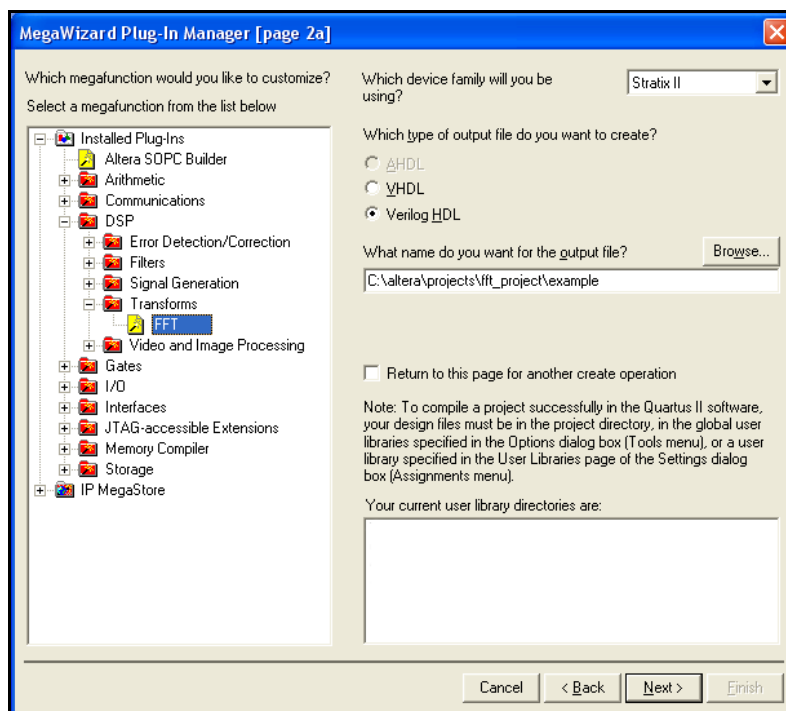 MegaWizard Plug-In Manager [page 2a]
Which megafunction would you like to customize?
Select a megafunction from the list below
Installed Plug-Ins
Altera SOPC Builder
Arithmetic
Communications
DSP
Error Detection/Correction
Filters
Signal Generation
Transforms
FFT
Video and Image Processing
Gates
I/O
Interfaces
JTAG-accessible Extensions
Memory Compiler
Storage
IP MegaStore
Which device family will you be
using?
Stratix II
Which type of output file do you want to create?
AHDL
VHDL
Verilog HDL
What name do you want for the output file?
Browse...
C:\altera\projects\fft_project\example
Return to this page for another create operation
Note: To compile a project successfully in the Quartus II software,
your design files must be in the project directory, in the global user
libraries specified in the Options dialog box (Tools menu), or a user
library specified in the User Libraries page of the Settings dialog
box (Assignments menu).
Your current user library directories are:
Cancel
< Back
Next >
Finish